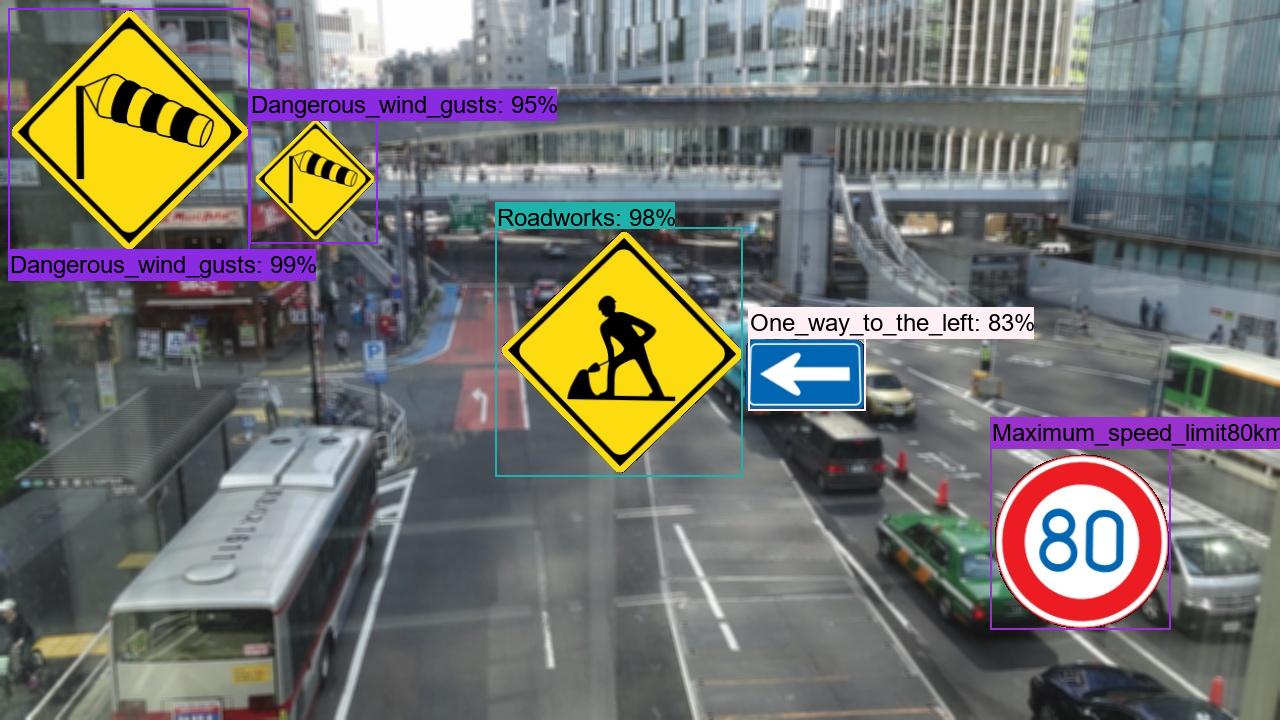 Dangerous_wind_gusts: 95%
Roadworks: 98%
Dangerous_wind_gusts: 99%
One_way_to_the_left: 83%
Maximum_speed_limit80km
80
P